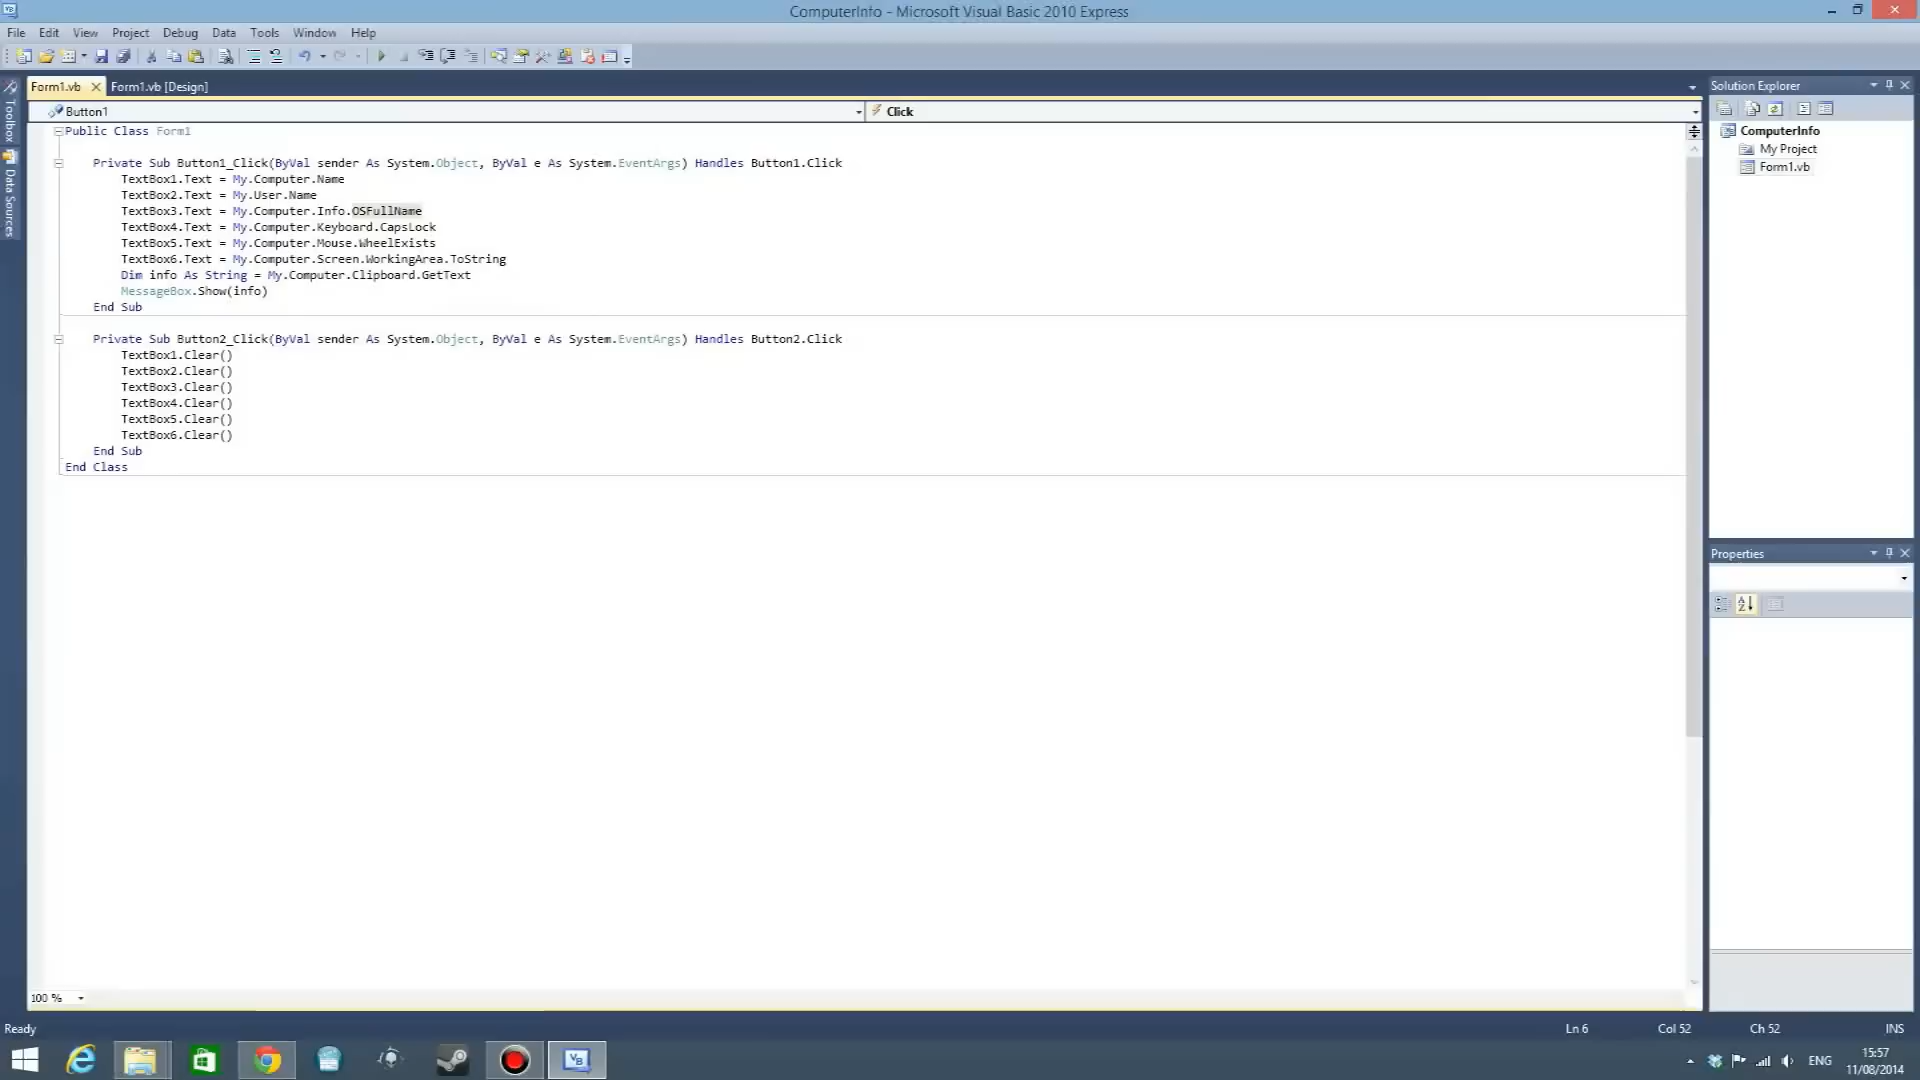 ComputerInfo - Microsoft Visual Basic 2010 Express
File Edit View Project Debug Data Tools Window Help
Form1.vb Form1.vb [Design]
Toolbox
Data Sources
Button1 Click
Public Class Form1
Private Sub Button1_Click(ByVal sender As System.Object, ByVal e As System.EventArgs) Handles Button1.Click
TextBox1.Text = My.Computer.Name
TextBox2.Text = My.User.Name
TextBox3.Text = My.Computer.Info.OSFullName
TextBox4.Text = My.Computer.Keyboard.CapsLock
TextBox5.Text = My.Computer.Mouse.WheelExists
TextBox6.Text = My.Computer.Screen.WorkingArea.ToString
Dim info As String = My.Computer.Clipboard.GetText
MessageBox.Show(info)
End Sub
Private Sub Button2_Click(ByVal sender As System.Object, ByVal e As System.EventArgs) Handles Button2.Click
TextBox1.Clear()
TextBox2.Clear()
TextBox3.Clear()
TextBox4.Clear()
TextBox5.Clear()
TextBox6.Clear()
End Sub
End Class
100 %
Solution Explorer
ComputerInfo
My Project
Form1.vb
Properties
Ready Ln 6 Col 52 Ch 52 INS
ENG
15:57
11/08/2014